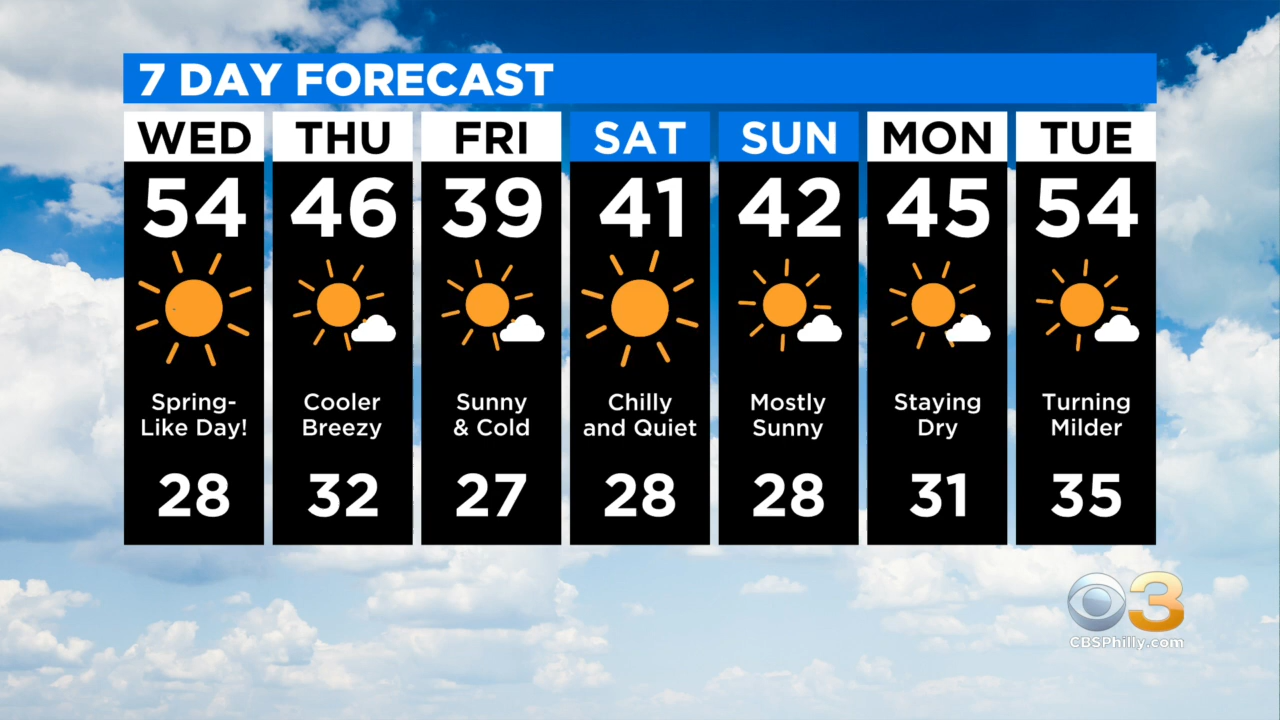 7 DAY FORECAST
WED THU FRI SAT SUN MON TUE
54 46 39 41 42 45 54
Spring- Cooler Sunny Chilly Mostly Staying Turning
Like Day! Breezy & Cold and Quiet Sunny Dry Milder
28 32 27 28 28 31 35
3
CBSPhilly.com